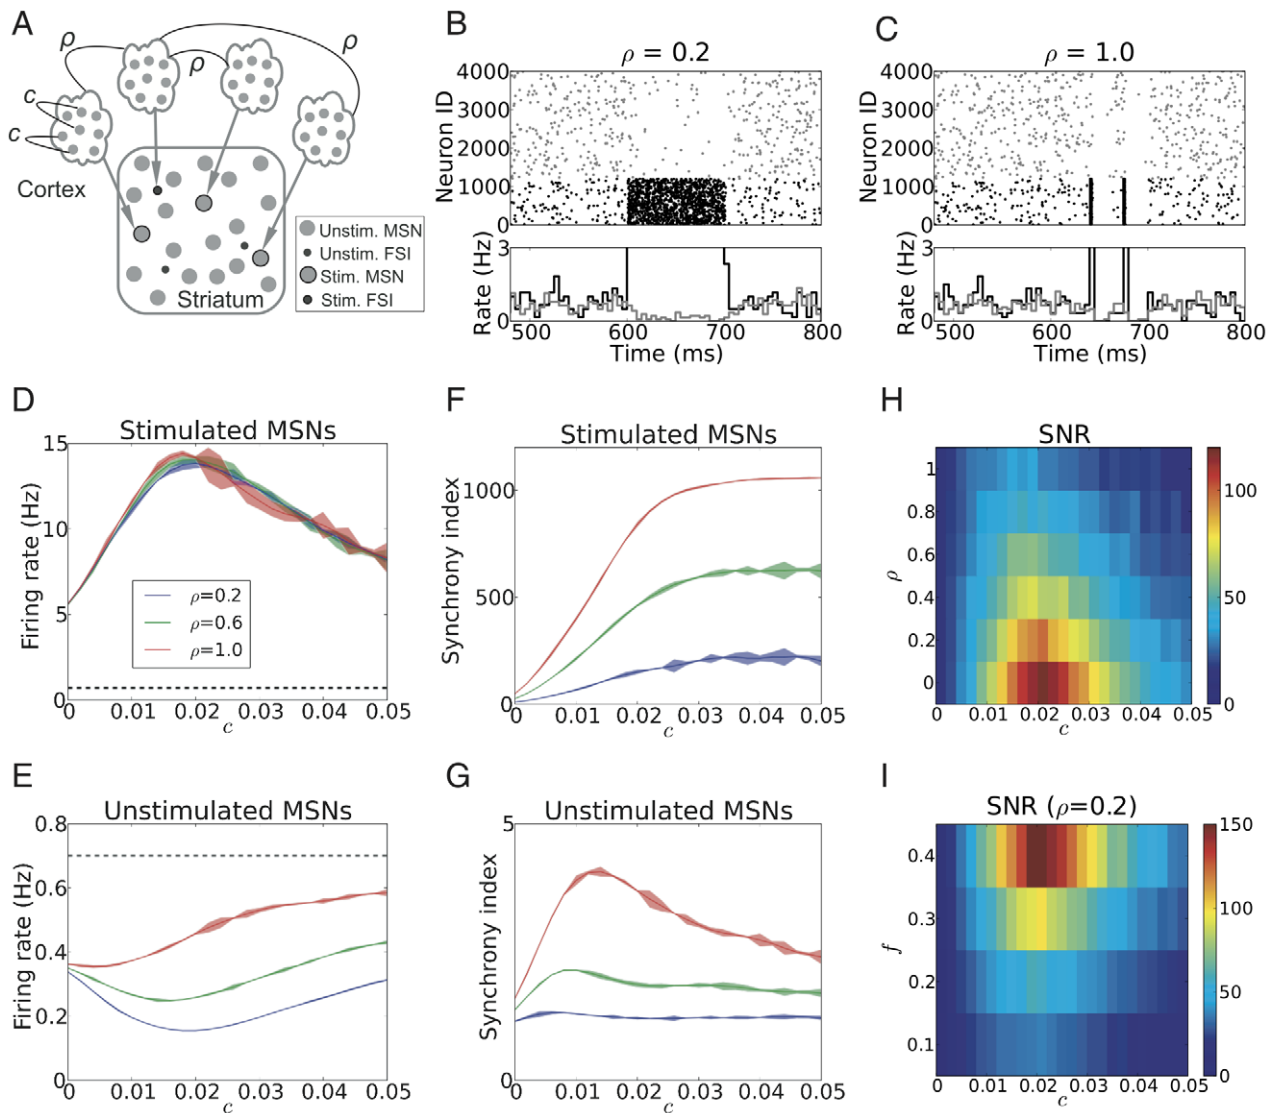 A
ρ
ρ
ρ
c
c
Cortex
Striatum
Unstim. MSN
Unstim. FSI
Stim. MSN
Stim. FSI
B
ρ = 0.2
Neuron ID
4000
3000
2000
1000
0
Rate (Hz)
3
0
500
600
700
800
Time (ms)
C
ρ = 1.0
Neuron ID
4000
3000
2000
1000
0
Rate (Hz)
3
0
500
600
700
800
Time (ms)
D
Stimulated MSNs
Firing rate (Hz)
15
10
5
0
ρ=0.2
ρ=0.6
ρ=1.0
0 0.01 0.02 0.03 0.04 0.05
c
F
Stimulated MSNs
Synchrony index
1000
500
0
0 0.01 0.02 0.03 0.04 0.05
c
H
SNR
ρ
1
0.8
0.6
0.4
0.2
0
0 0.01 0.02 0.03 0.04 0.05
c
100
50
0
E
Unstimulated MSNs
Firing rate (Hz)
0.8
0.6
0.4
0.2
0
0 0.01 0.02 0.03 0.04 0.05
c
G
Unstimulated MSNs
Synchrony index
5
0
0 0.01 0.02 0.03 0.04 0.05
c
I
SNR (ρ=0.2)
f
0.4
0.3
0.2
0.1
0 0.01 0.02 0.03 0.04 0.05
c
150
100
50
0